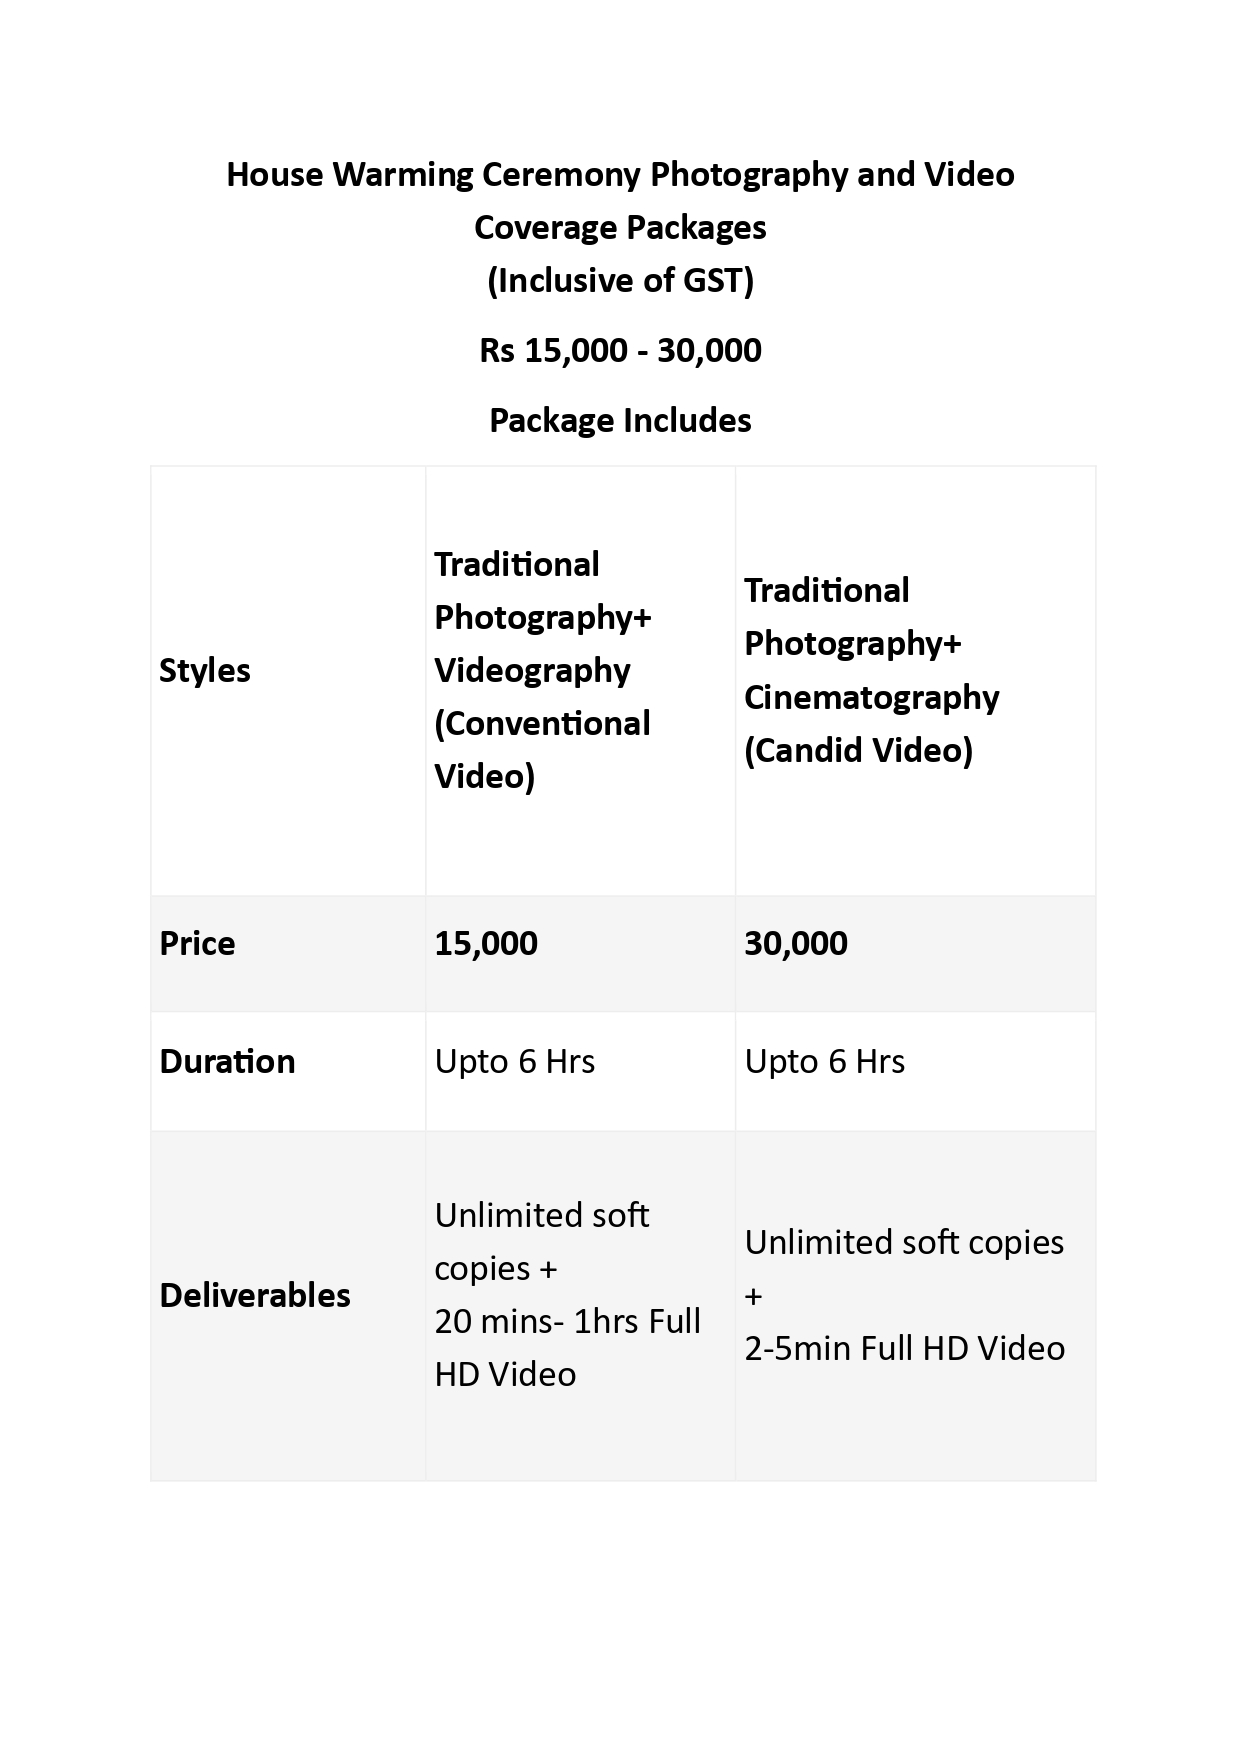 House Warming Ceremony Photography and Video
Coverage Packages
(Inclusive of GST)
Rs 15,000 - 30,000
Package Includes
Styles
Traditional
Photography+
Videography
(Conventional
Video)
Traditional
Photography+
Cinematography
(Candid Video)
Price
15,000
30,000
Duration
Upto 6 Hrs
Upto 6 Hrs
Deliverables
Unlimited soft
copies +
20 mins- 1hrs Full
HD Video
Unlimited soft copies
+
2-5min Full HD Video